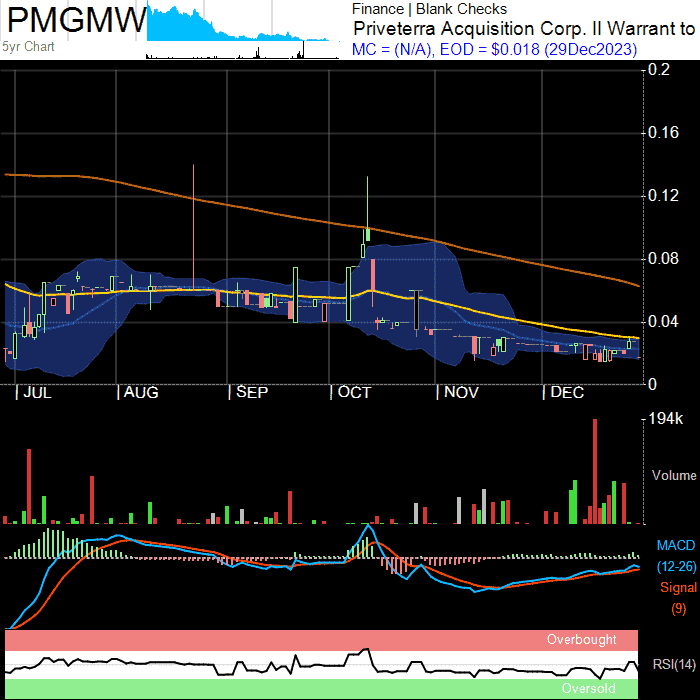 PMGMW
5yr Chart
Finance | Blank Checks
Priveterra Acquisition Corp. II Warrant to
MC = (N/A), EOD = $0.018 (29Dec2023)
0.2
0.16
0.12
0.08
0.04
0
JUL AUG SEP OCT NOV DEC
194k
Volume
MACD
(12-26)
Signal
(9)
Overbought
RSI(14)
Oversold